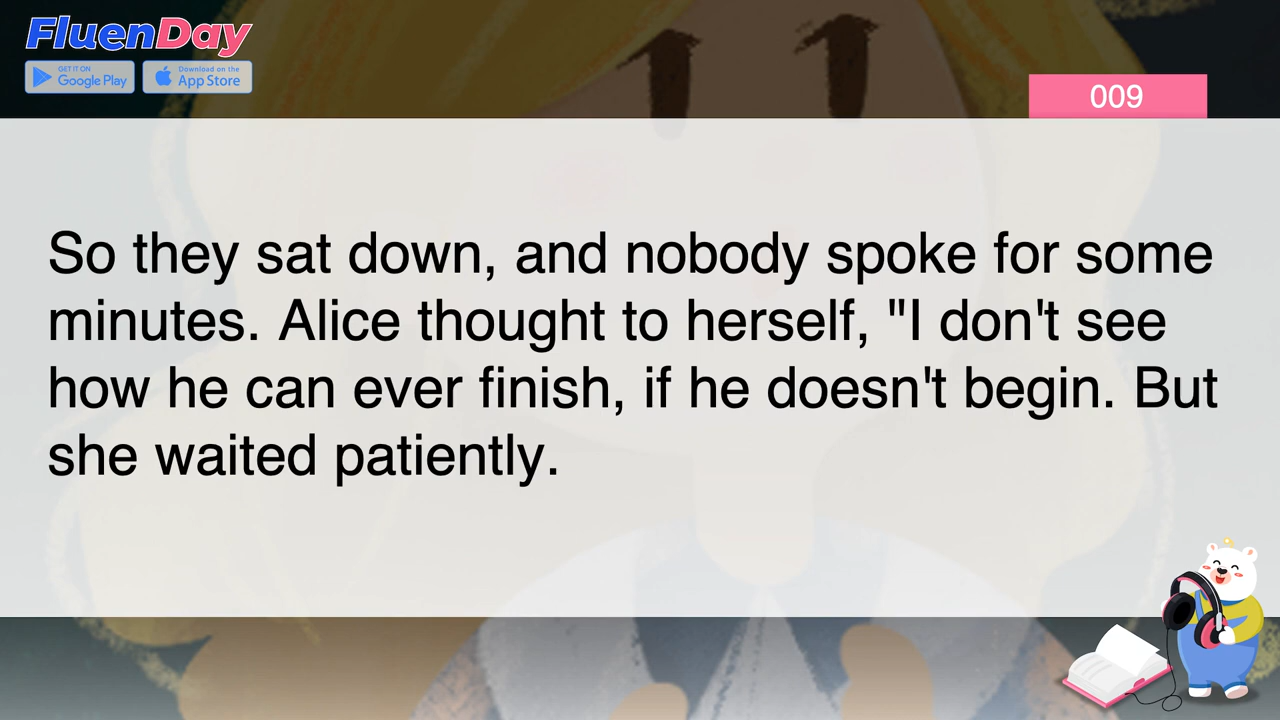 FluenDay
GET IT ON
Google Play
Download on the
App Store
009
So they sat down, and nobody spoke for some
minutes. Alice thought to herself, "I don't see
how he can ever finish, if he doesn't begin. But
she waited patiently.